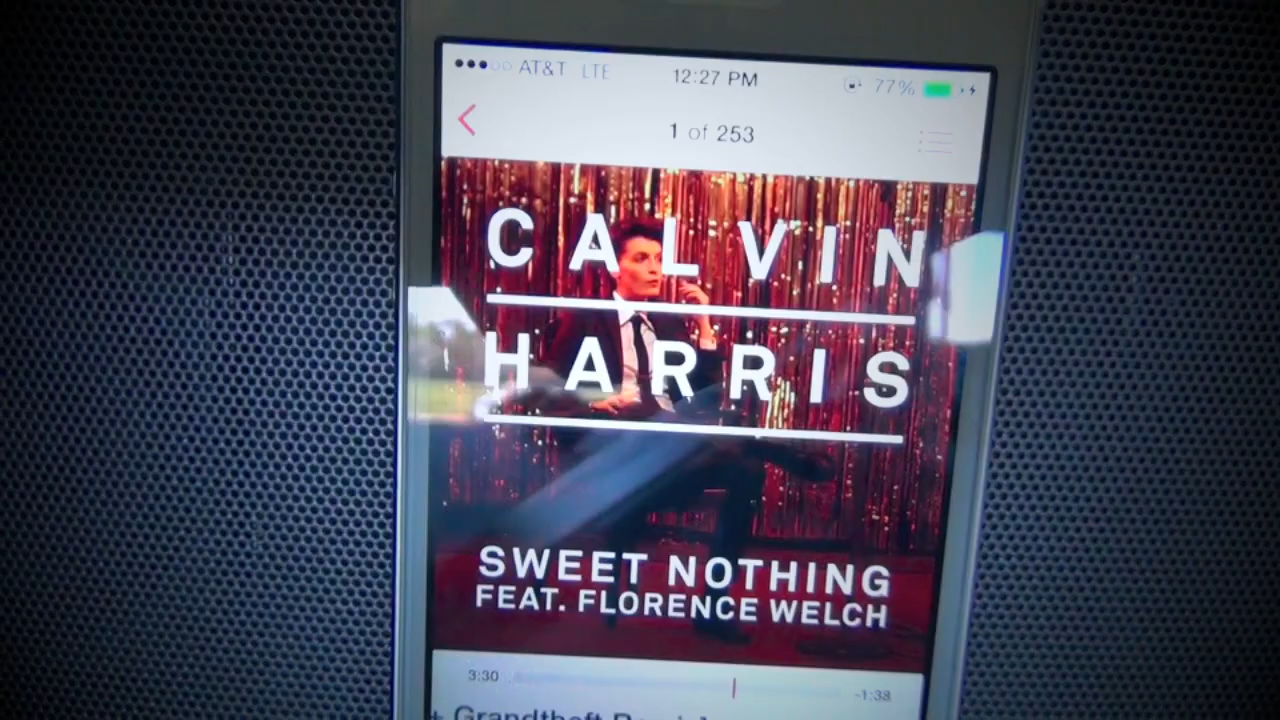 AT&T LTE 12:27 PM 77%
1 of 253
CALVIN
HARRIS
SWEET NOTHING
FEAT. FLORENCE WELCH
3:30 -1:38
Grandtheft